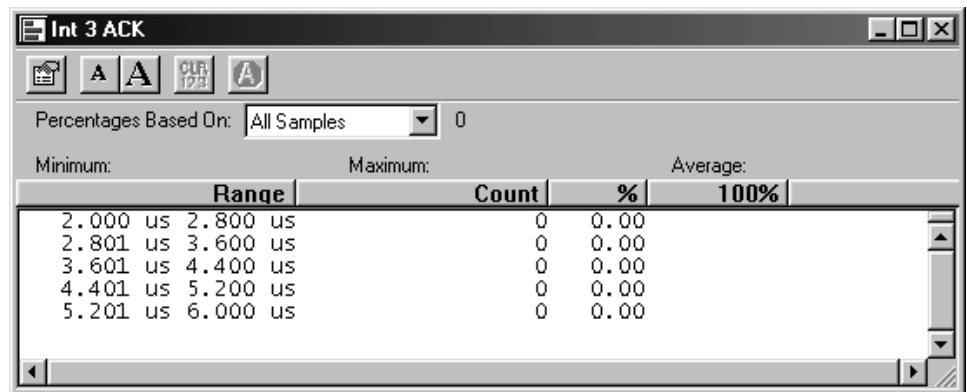 Int 3 ACK
A A CLR 123 A
Percentages Based On: All Samples 0
Minimum: Maximum: Average:
Range Count % 100%
2.000 us 2.800 us 0 0.00
2.801 us 3.600 us 0 0.00
3.601 us 4.400 us 0 0.00
4.401 us 5.200 us 0 0.00
5.201 us 6.000 us 0 0.00